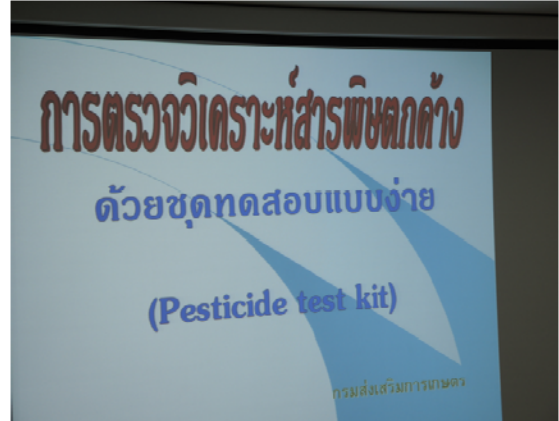 การตรวจวิเคราะห์สารพิษตกค้าง
ด้วยชุดทดสอบแบบง่าย
(Pesticide test kit)
กรมส่งเสริมการเกษตร